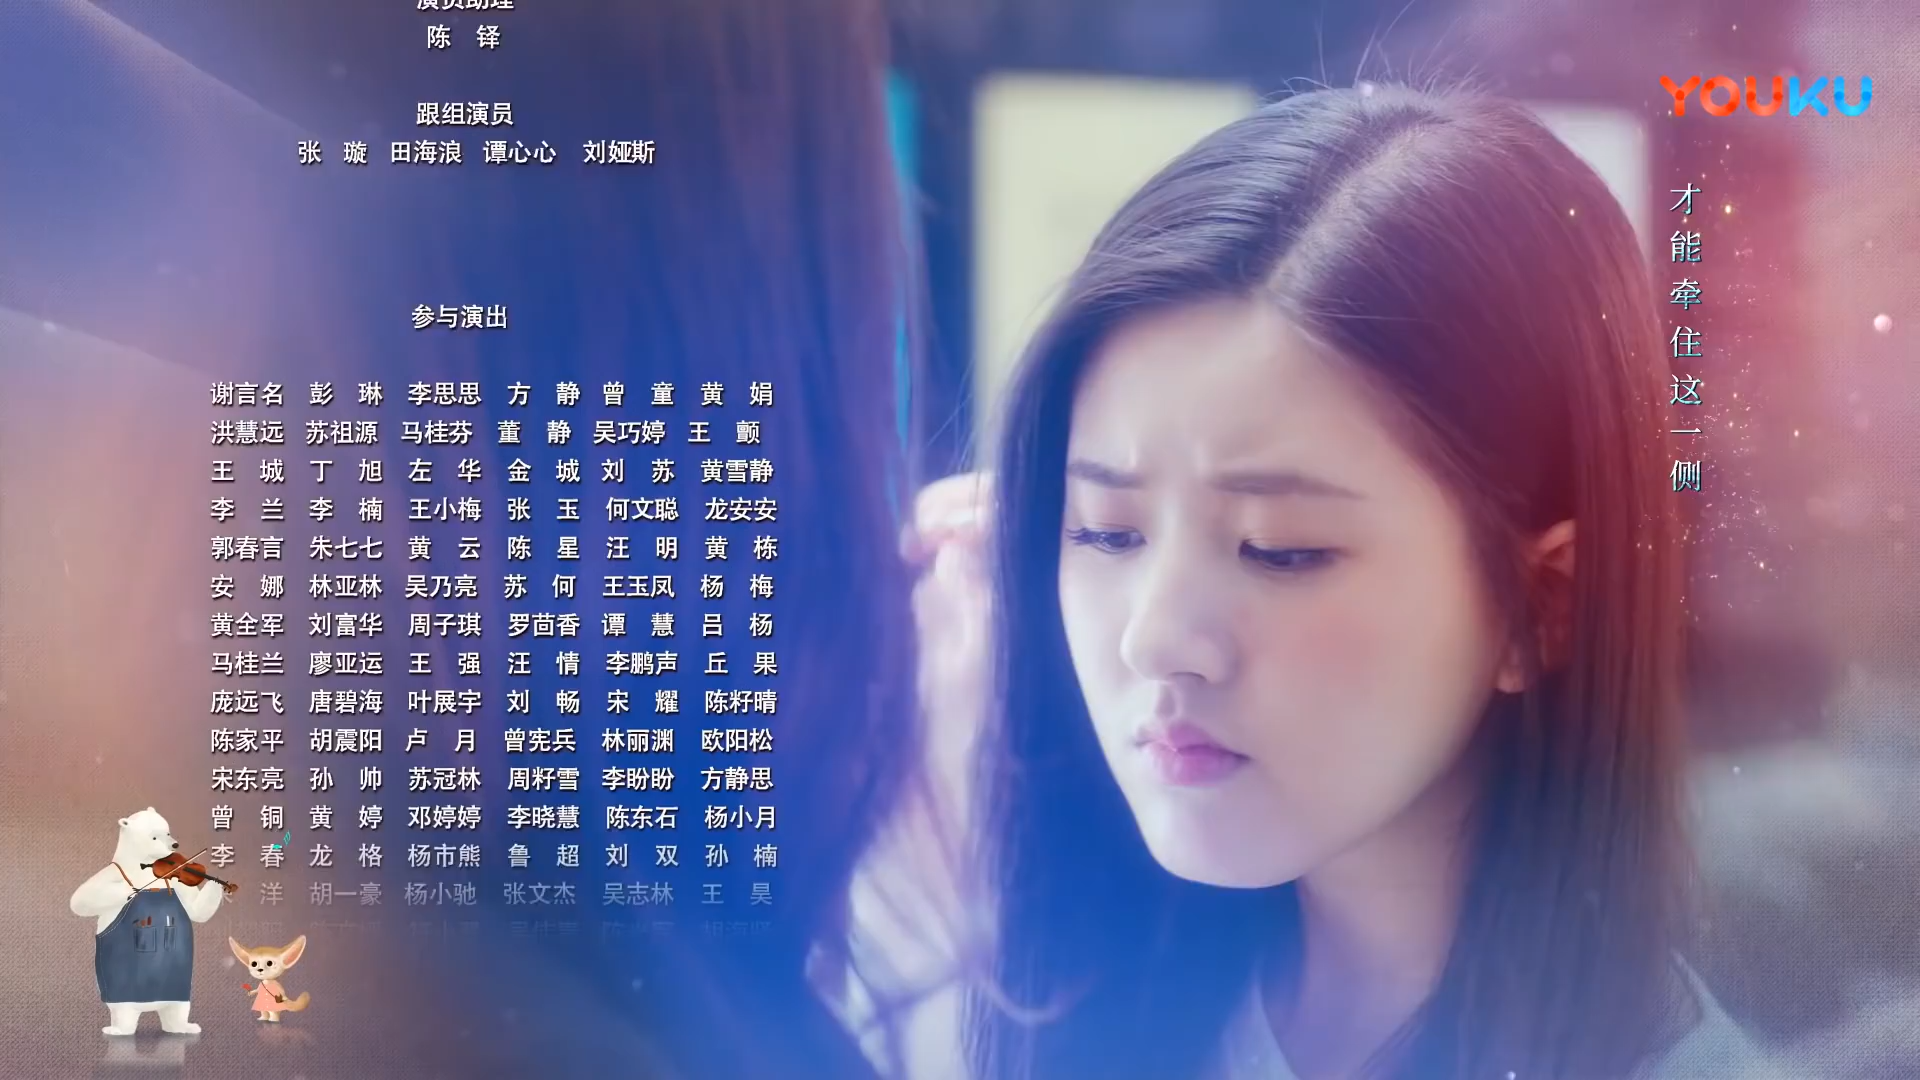 演员助理
陈 铎
跟组演员
张 璇 田海浪 谭心心 刘娅斯
参与演出
谢言名 彭 琳 李思思 方 静 曾 童 黄 娟
洪慧远 苏祖源 马桂芬 董 静 吴巧婷 王 颤
王 城 丁 旭 左 华 金 城 刘 苏 黄雪静
李 兰 李 楠 王小梅 张 玉 何文聪 龙安安
郭春言 朱七七 黄 云 陈 星 汪 明 黄 栋
安 娜 林亚林 吴乃亮 苏 何 王玉凤 杨 梅
黄全军 刘富华 周子琪 罗茴香 谭 慧 吕 杨
马桂兰 廖亚运 王 强 汪 情 李鹏声 丘 果
庞远飞 唐碧海 叶展宇 刘 畅 宋 耀 陈籽晴
陈家平 胡震阳 卢 月 曾宪兵 林丽渊 欧阳松
宋东亮 孙 帅 苏冠林 周籽雪 李盼盼 方静思
曾 铜 黄 婷 邓婷婷 李晓慧 陈东石 杨小月
李 春 龙 格 杨市熊 鲁 超 刘 双 孙 楠
洋 胡一豪 杨小驰 张文杰 吴志林 王 昊
YOUKU
才能牵住这一侧